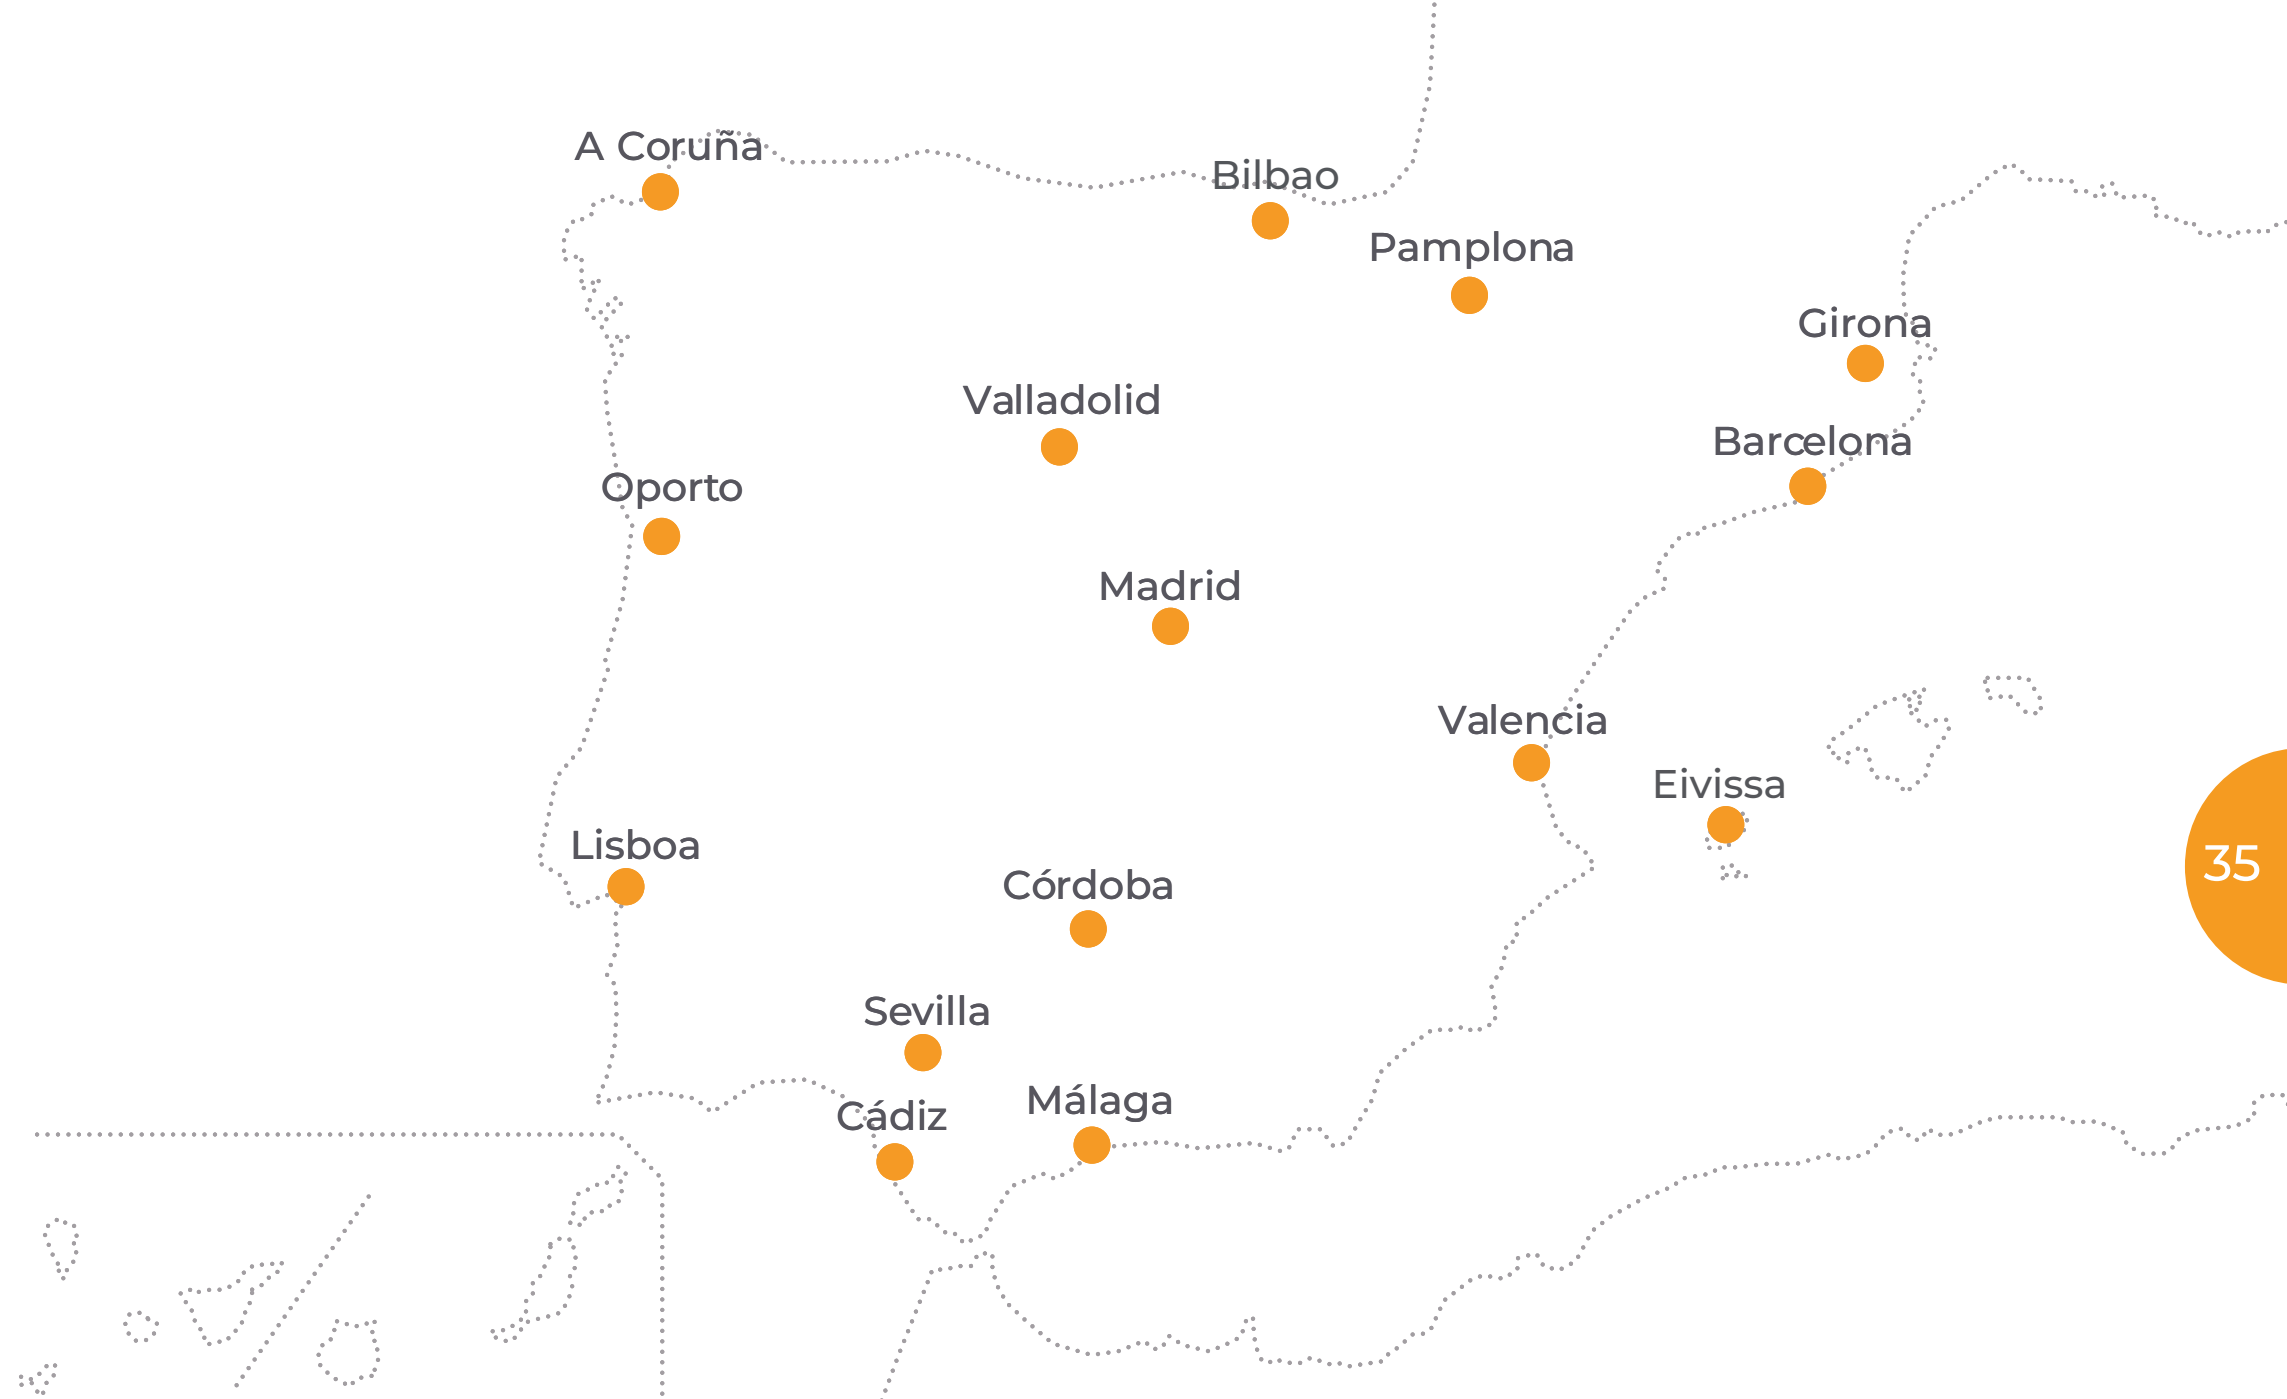 A Coruña
Bilbao
Pamplona
Girona
Valladolid
Barcelona
Oporto
Madrid
Valencia
Eivissa
Lisboa
35
Córdoba
Sevilla
Málaga
Cádiz